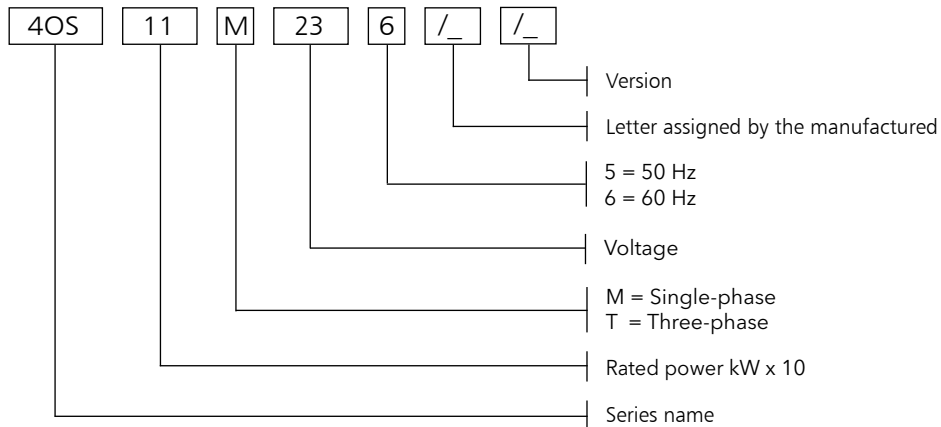 4OS 11 M 23 6 /_ /_
Version
Letter assigned by the manufactured
5 = 50 Hz
6 = 60 Hz
Voltage
M = Single-phase
T = Three-phase
Rated power kW x 10
Series name